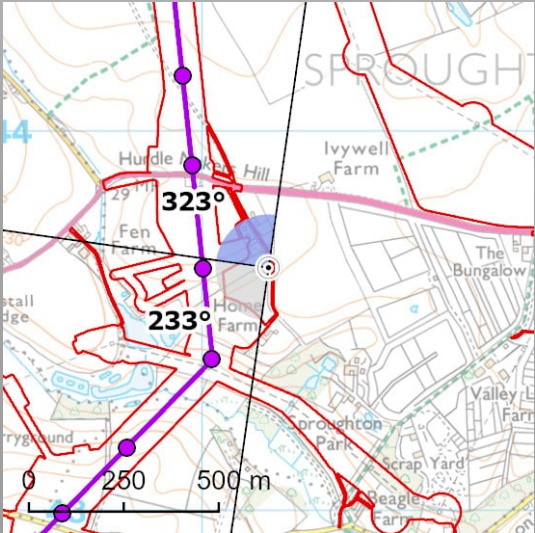 SPROUGHT
44
Hurdle Makers Hill
Ivywell
Farm
29
323°
Fen
Farm
The
Bungalow
stall
dge
Home
Farm
233°
Valley L
Farm
rryground
Sproughton
Park
Scrap Yard
0 250 500 m
Beagle
Farm
on